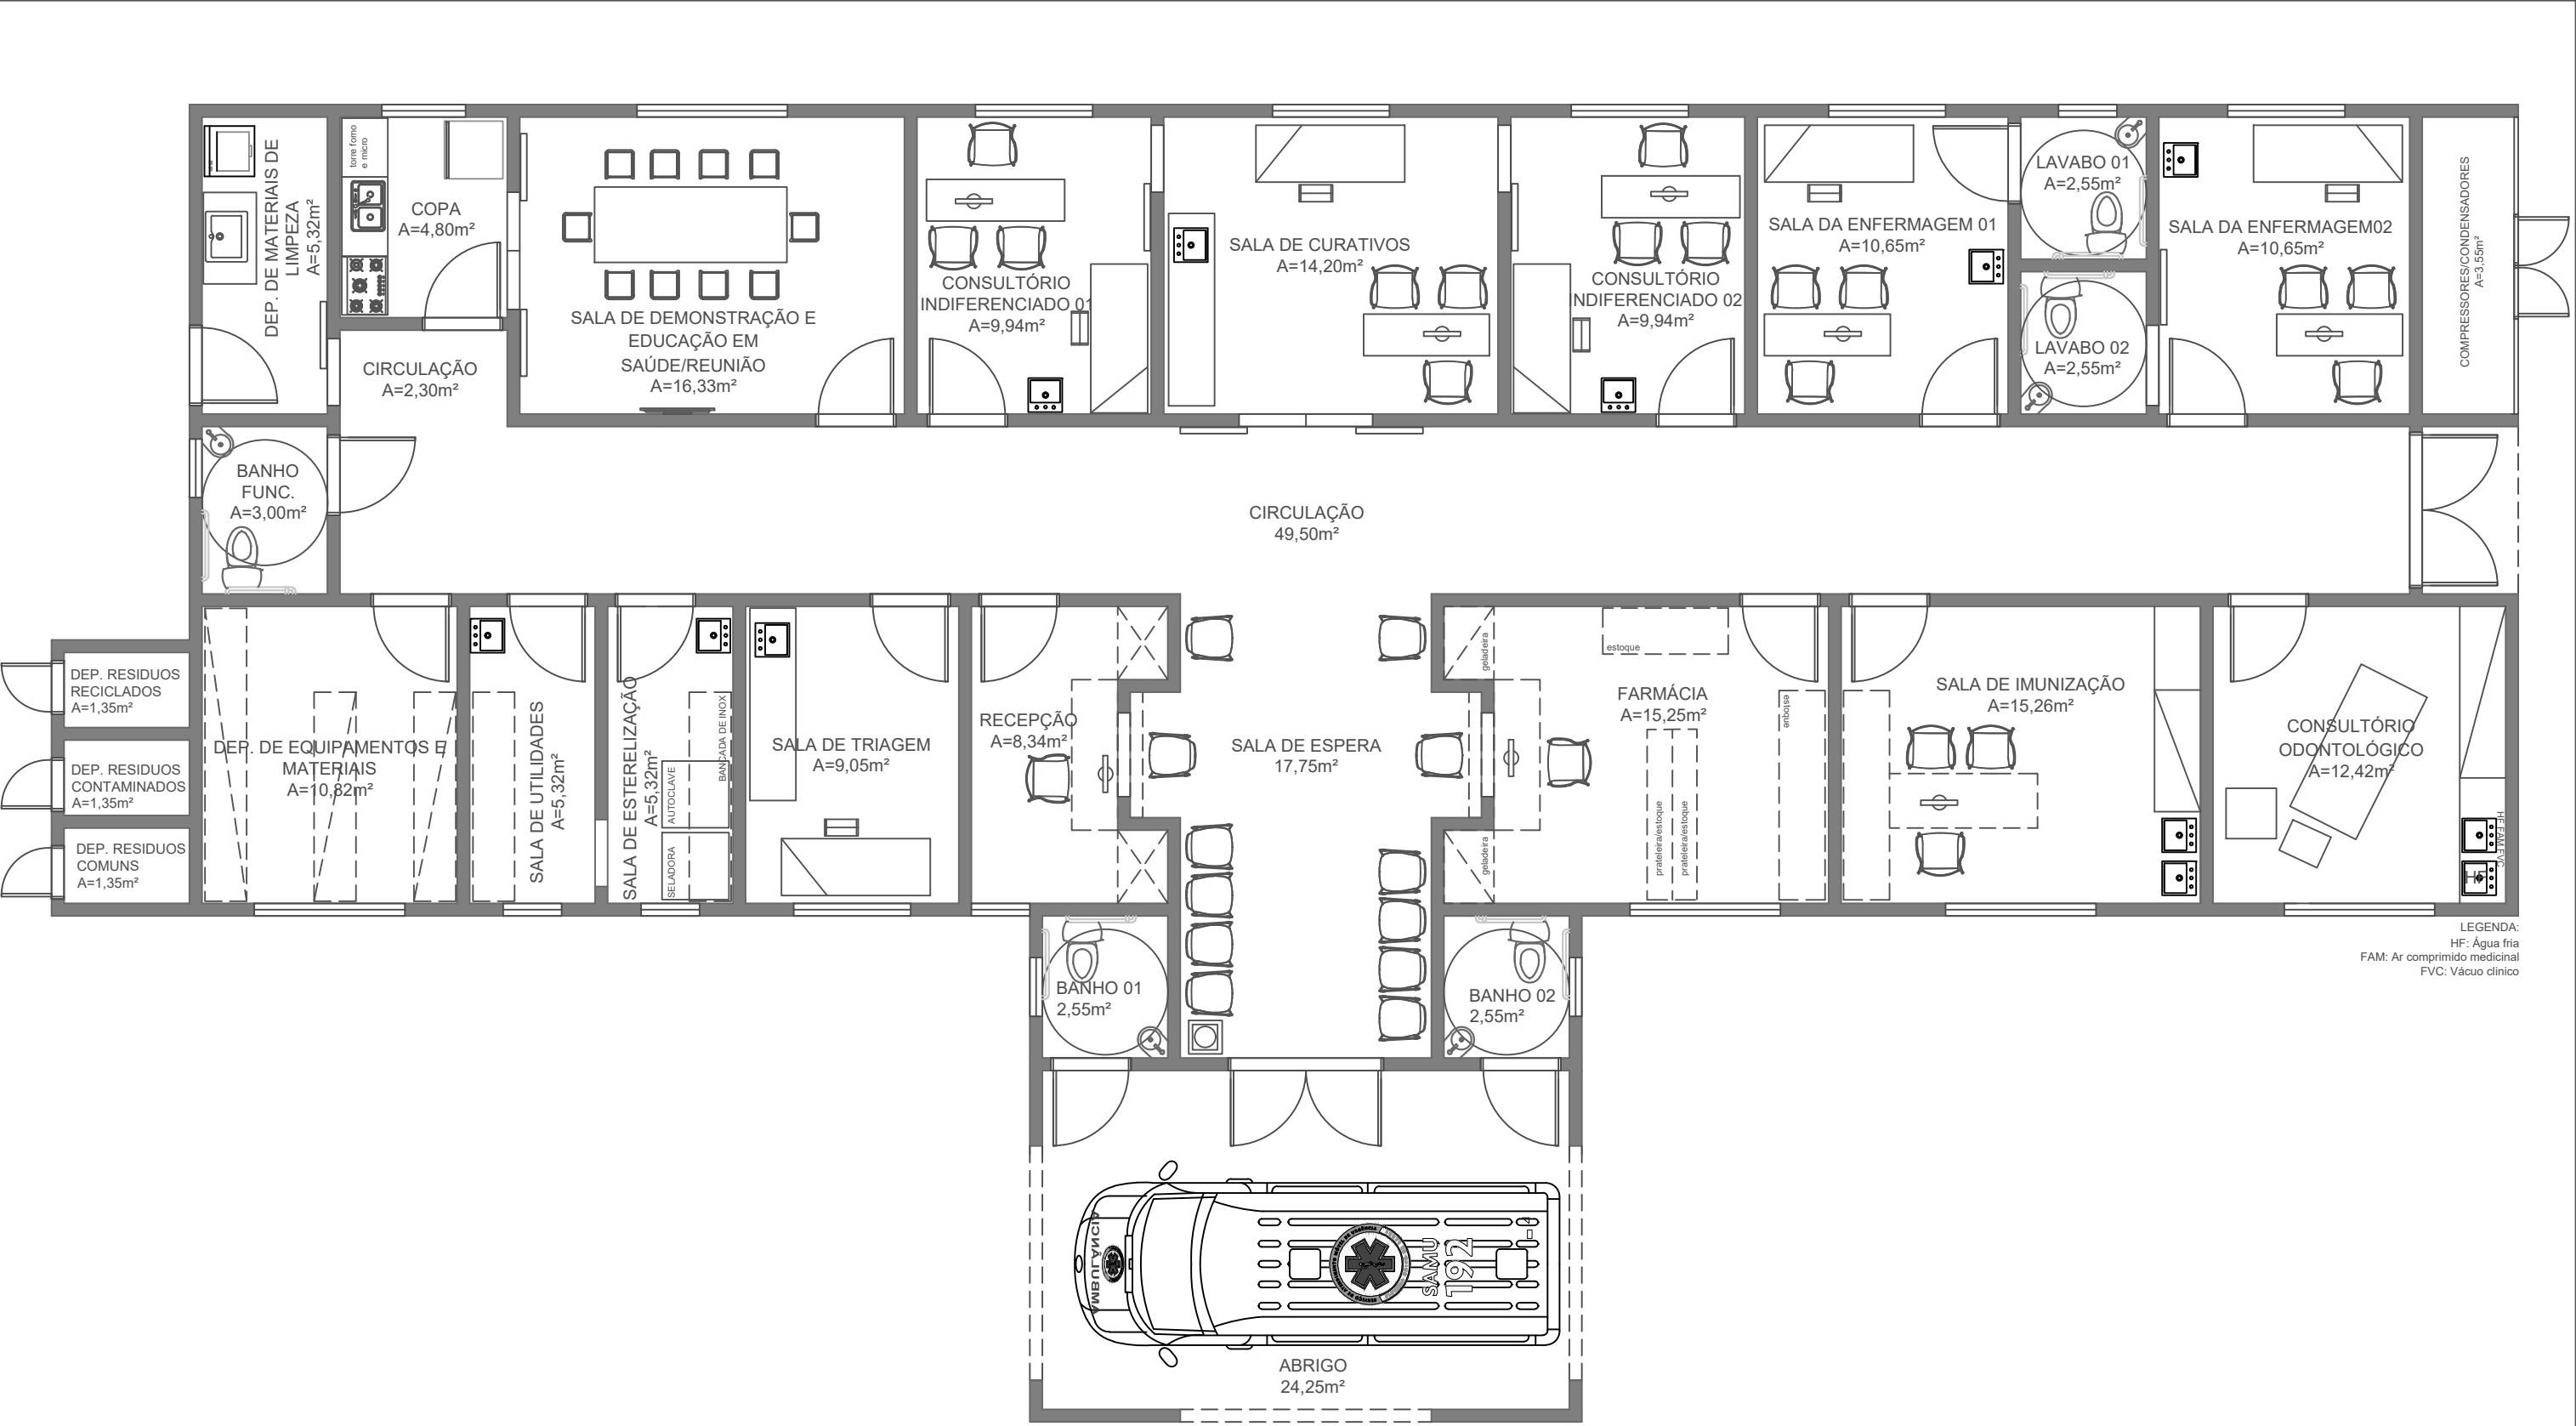 DEP. DE MATERIAIS DE
LIMPEZA
A=5,32m²
torre forno
e micro
COPA
A=4,80m²
CIRCULAÇÃO
A=2,30m²
SALA DE DEMONSTRAÇÃO E
EDUCAÇÃO EM
SAÚDE/REUNIÃO
A=16,33m²
CONSULTÓRIO
INDIFERENCIADO 01
A=9,94m²
SALA DE CURATIVOS
A=14,20m²
CONSULTÓRIO
INDIFERENCIADO 02
A=9,94m²
SALA DA ENFERMAGEM 01
A=10,65m²
LAVABO 01
A=2,55m²
LAVABO 02
A=2,55m²
SALA DA ENFERMAGEM02
A=10,65m²
COMPRESSORES/CONDENSADORES
A=3,55m²
BANHO
FUNC.
A=3,00m²
CIRCULAÇÃO
49,50m²
DEP. RESIDUOS
RECICLADOS
A=1,35m²
DEP. RESIDUOS
CONTAMINADOS
A=1,35m²
DEP. RESIDUOS
COMUNS
A=1,35m²
DEP. DE EQUIPAMENTOS E
MATERIAIS
A=10,82m²
SALA DE UTILIDADES
A=5,32m²
SALA DE ESTERELIZAÇÃO
A=5,32m²
BANCADA DE INOX
AUTOCLAVE
SELADORA
SALA DE TRIAGEM
A=9,05m²
RECEPÇÃO
A=8,34m²
SALA DE ESPERA
17,75m²
geladeira
geladeira
estoque
FARMÁCIA
A=15,25m²
estoque
prateleira/estoque
prateleira/estoque
SALA DE IMUNIZAÇÃO
A=15,26m²
CONSULTÓRIO
ODONTOLÓGICO
A=12,42m²
HF FAM FVC
HF
LEGENDA:
HF: Água fria
FAM: Ar comprimido medicinal
FVC: Vácuo clinico
BANHO 01
2,55m²
BANHO 02
2,55m²
AMBULÂNCIA
SAMU
192
ABRIGO
24,25m²